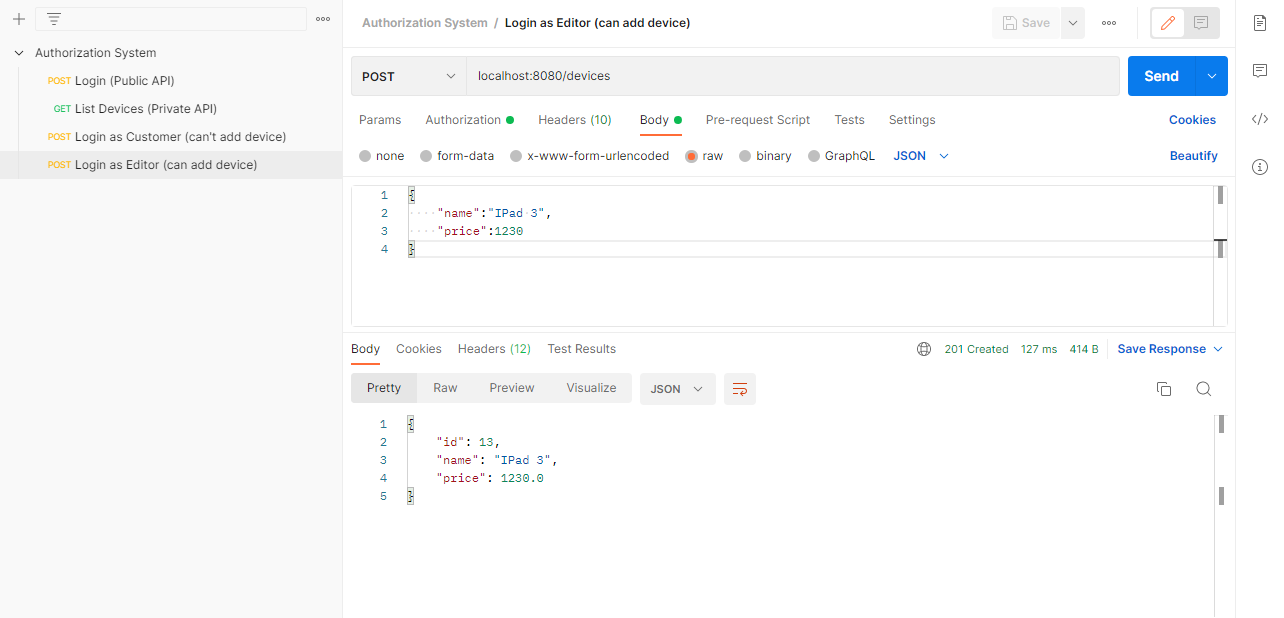 Authorization System / Login as Editor (can add device)
Save
Authorization System
POST Login (Public API)
GET List Devices (Private API)
POST Login as Customer (can't add device)
POST Login as Editor (can add device)
POST localhost:8080/devices Send
Params Authorization Headers (10) Body Pre-request Script Tests Settings Cookies
none form-data x-www-form-urlencoded raw binary GraphQL JSON Beautify
1 {
2 "name":"IPad 3",
3 "price":1230
4 }
Body Cookies Headers (12) Test Results 201 Created 127 ms 414 B Save Response
Pretty Raw Preview Visualize JSON
1 {
2 "id": 13,
3 "name": "IPad 3",
4 "price": 1230.0
5 }